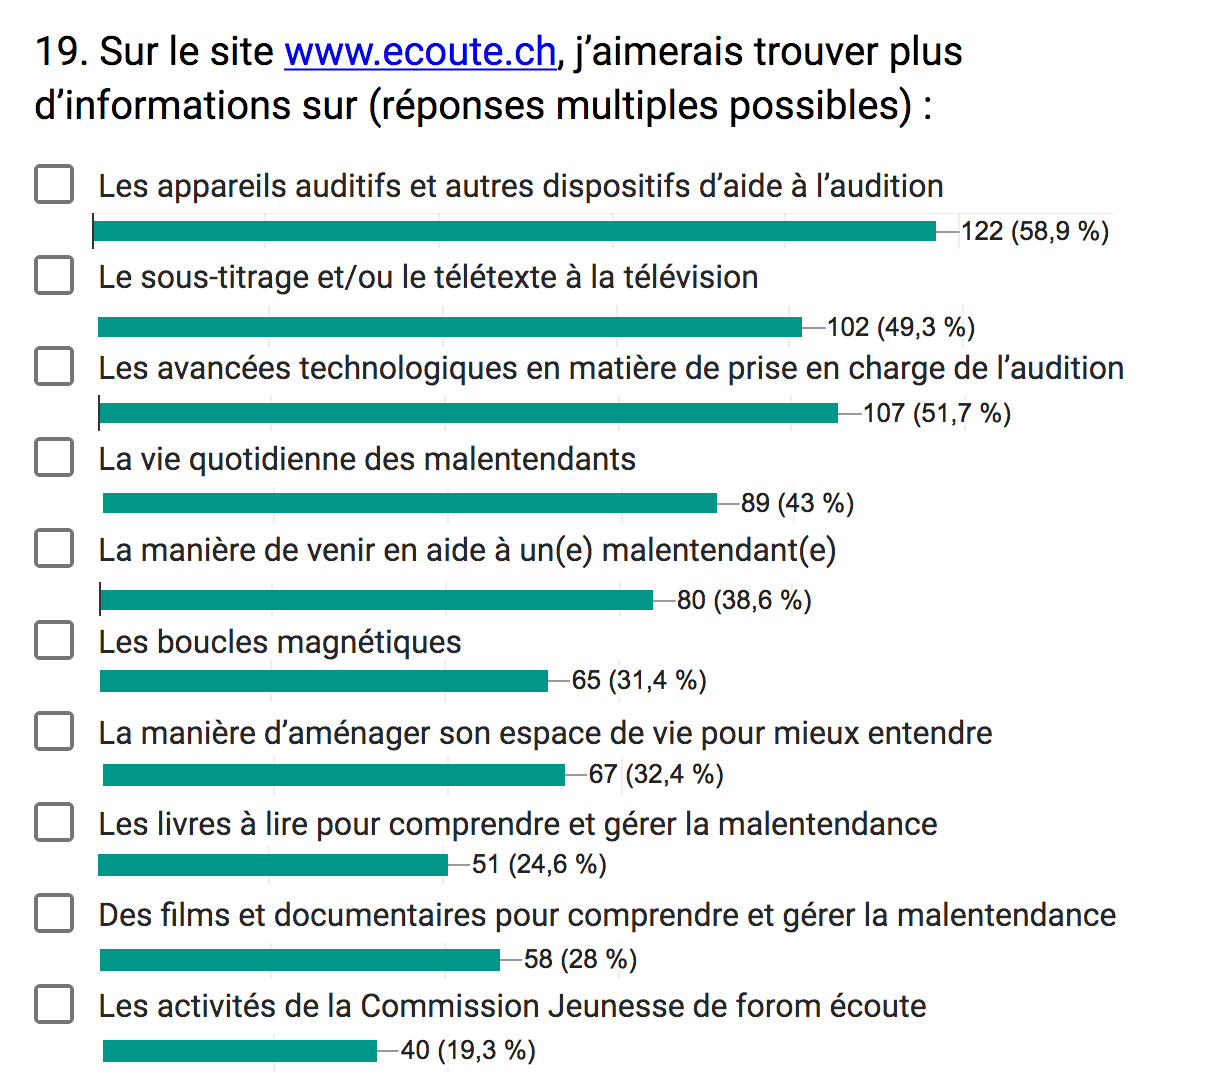 19. Sur le site www.ecoute.ch, j’aimerais trouver plus
d’informations sur (réponses multiples possibles) :
Les appareils auditifs et autres dispositifs d’aide à l’audition
122 (58,9 %)
Le sous-titrage et/ou le télétexte à la télévision
102 (49,3 %)
Les avancées technologiques en matière de prise en charge de l’audition
107 (51,7 %)
La vie quotidienne des malentendants
89 (43 %)
La manière de venir en aide à un(e) malentendant(e)
80 (38,6 %)
Les boucles magnétiques
65 (31,4 %)
La manière d’aménager son espace de vie pour mieux entendre
67 (32,4 %)
Les livres à lire pour comprendre et gérer la malentendance
51 (24,6 %)
Des films et documentaires pour comprendre et gérer la malentendance
58 (28 %)
Les activités de la Commission Jeunesse de forom écoute
40 (19,3 %)